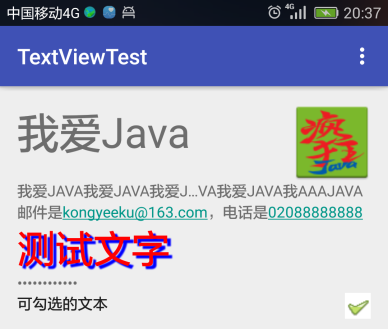 中国移动4G 4G 20:37
TextViewTest
我爱Java
疯狂
Java
我爱JAVA我爱JAVA我爱J...VA我爱JAVA我AAAJAVA
邮件是kongyeeku@163.com，电话是02088888888
测试文字
············
可勾选的文本